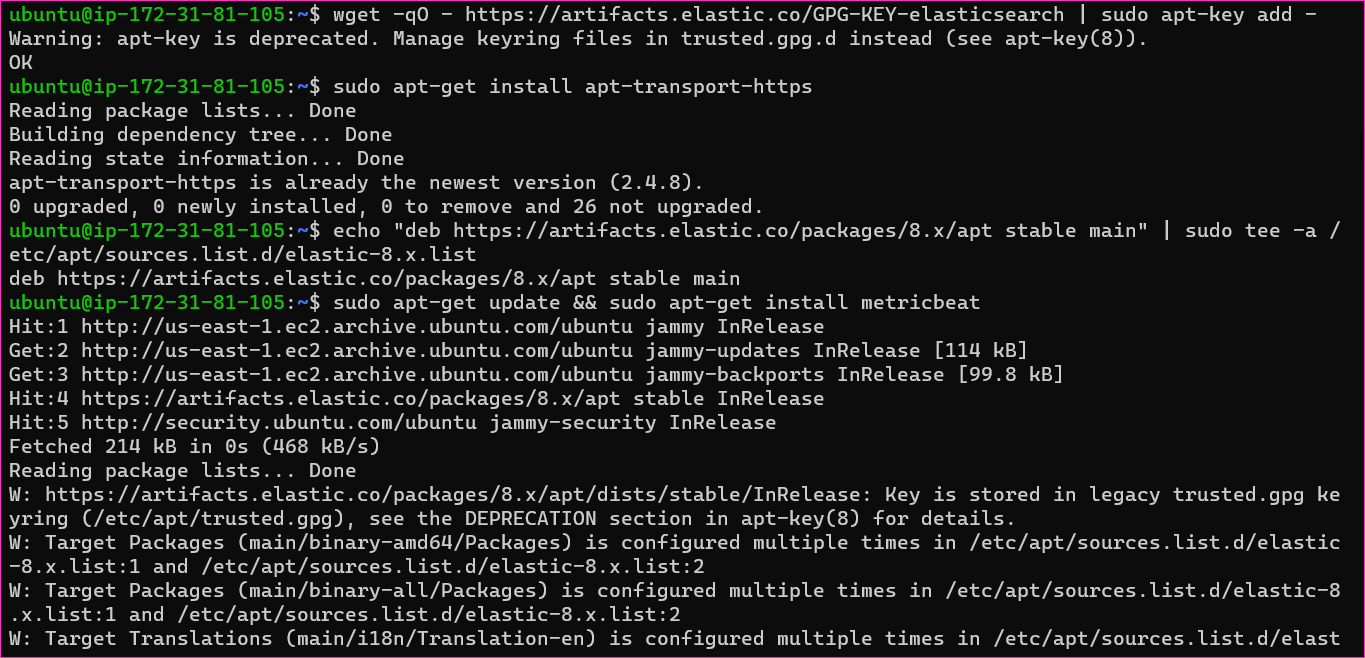 ubuntu@ip-172-31-81-105:~$ wget -qO - https://artifacts.elastic.co/GPG-KEY-elasticsearch | sudo apt-key add -
Warning: apt-key is deprecated. Manage keyring files in trusted.gpg.d instead (see apt-key(8)).
OK
ubuntu@ip-172-31-81-105:~$ sudo apt-get install apt-transport-https
Reading package lists... Done
Building dependency tree... Done
Reading state information... Done
apt-transport-https is already the newest version (2.4.8).
0 upgraded, 0 newly installed, 0 to remove and 26 not upgraded.
ubuntu@ip-172-31-81-105:~$ echo "deb https://artifacts.elastic.co/packages/8.x/apt stable main" | sudo tee -a /
etc/apt/sources.list.d/elastic-8.x.list
deb https://artifacts.elastic.co/packages/8.x/apt stable main
ubuntu@ip-172-31-81-105:~$ sudo apt-get update && sudo apt-get install metricbeat
Hit:1 http://us-east-1.ec2.archive.ubuntu.com/ubuntu jammy InRelease
Get:2 http://us-east-1.ec2.archive.ubuntu.com/ubuntu jammy-updates InRelease [114 kB]
Get:3 http://us-east-1.ec2.archive.ubuntu.com/ubuntu jammy-backports InRelease [99.8 kB]
Hit:4 https://artifacts.elastic.co/packages/8.x/apt stable InRelease
Hit:5 http://security.ubuntu.com/ubuntu jammy-security InRelease
Fetched 214 kB in 0s (468 kB/s)
Reading package lists... Done
W: https://artifacts.elastic.co/packages/8.x/apt/dists/stable/InRelease: Key is stored in legacy trusted.gpg ke
yring (/etc/apt/trusted.gpg), see the DEPRECATION section in apt-key(8) for details.
W: Target Packages (main/binary-amd64/Packages) is configured multiple times in /etc/apt/sources.list.d/elastic
-8.x.list:1 and /etc/apt/sources.list.d/elastic-8.x.list:2
W: Target Packages (main/binary-all/Packages) is configured multiple times in /etc/apt/sources.list.d/elastic-8
.x.list:1 and /etc/apt/sources.list.d/elastic-8.x.list:2
W: Target Translations (main/i18n/Translation-en) is configured multiple times in /etc/apt/sources.list.d/elast